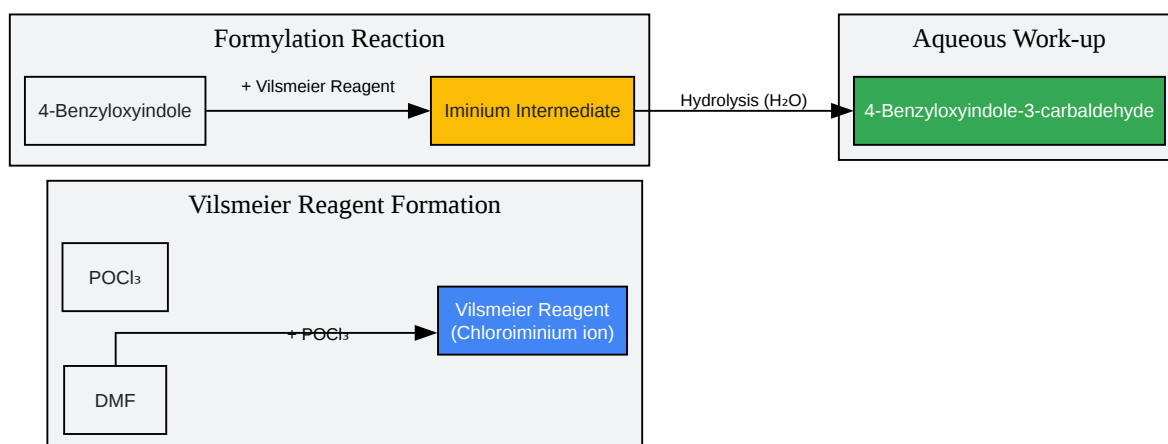 Formylation Reaction
Aqueous Work-up
4-Benzyloxyindole
+ Vilsmeier Reagent
Iminium Intermediate
Hydrolysis (H₂O)
4-Benzyloxyindole-3-carbaldehyde
Vilsmeier Reagent Formation
POCl₃
DMF
+ POCl₃
Vilsmeier Reagent
(Chloroiminium ion)